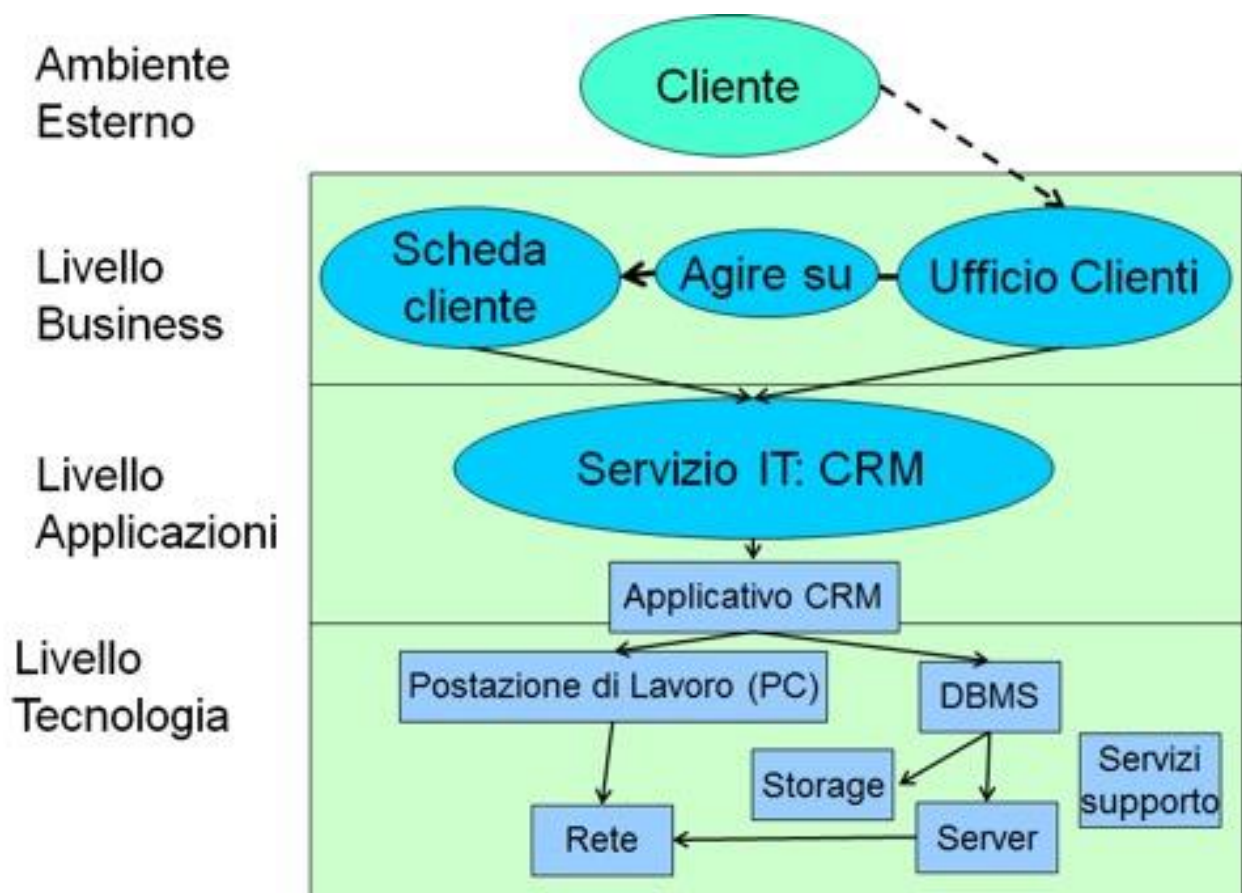 Ambiente
Esterno
Cliente
Livello
Business
Scheda
cliente
Agire su
Ufficio Clienti
Livello
Applicazioni
Servizio IT: CRM
Applicativo CRM
Livello
Tecnologia
Postazione di Lavoro (PC)
DBMS
Storage
Servizi
supporto
Rete
Server